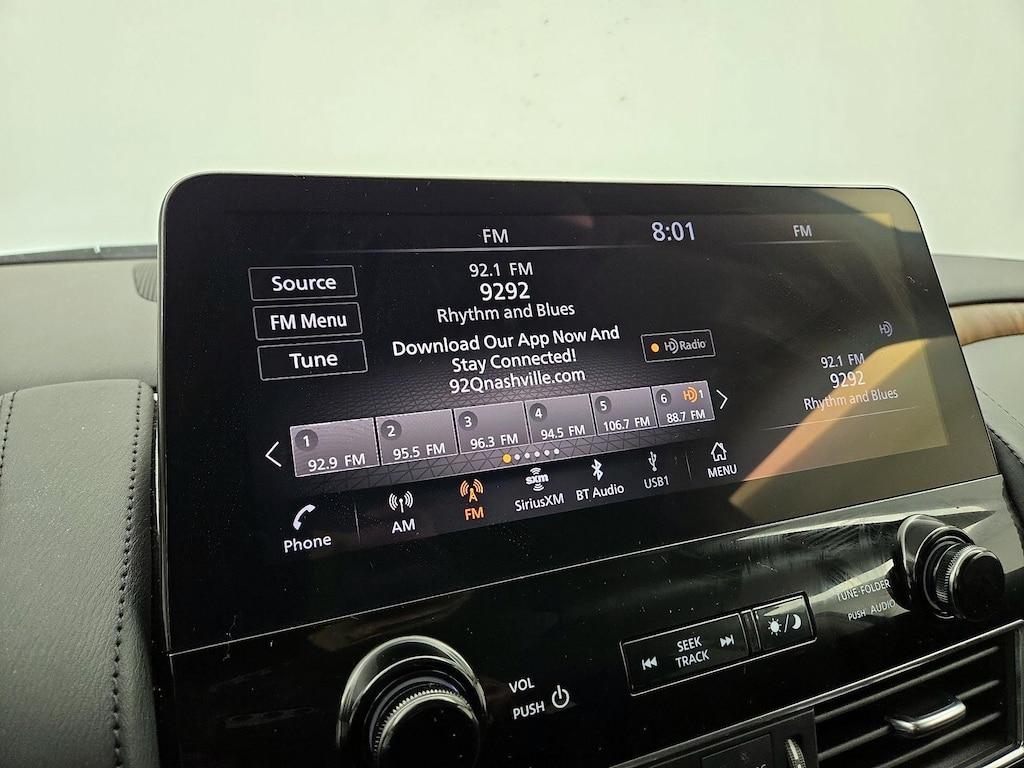 FM
8:01
FM
Source
FM Menu
Tune
92.1 FM
9292
Rhythm and Blues
Download Our App Now And
Stay Connected!
92Qnashville.com
HD Radio
HD
92.1 FM
9292
Rhythm and Blues
1 92.9 FM
2 95.5 FM
3 96.3 FM
4 94.5 FM
5 106.7 FM
6 HD1 88.7 FM
Phone
AM
FM
sxm
SiriusXM
BT Audio
USB1
MENU
VOL
PUSH
SEEK
TRACK
TUNE·FOLDER
PUSH AUDIO